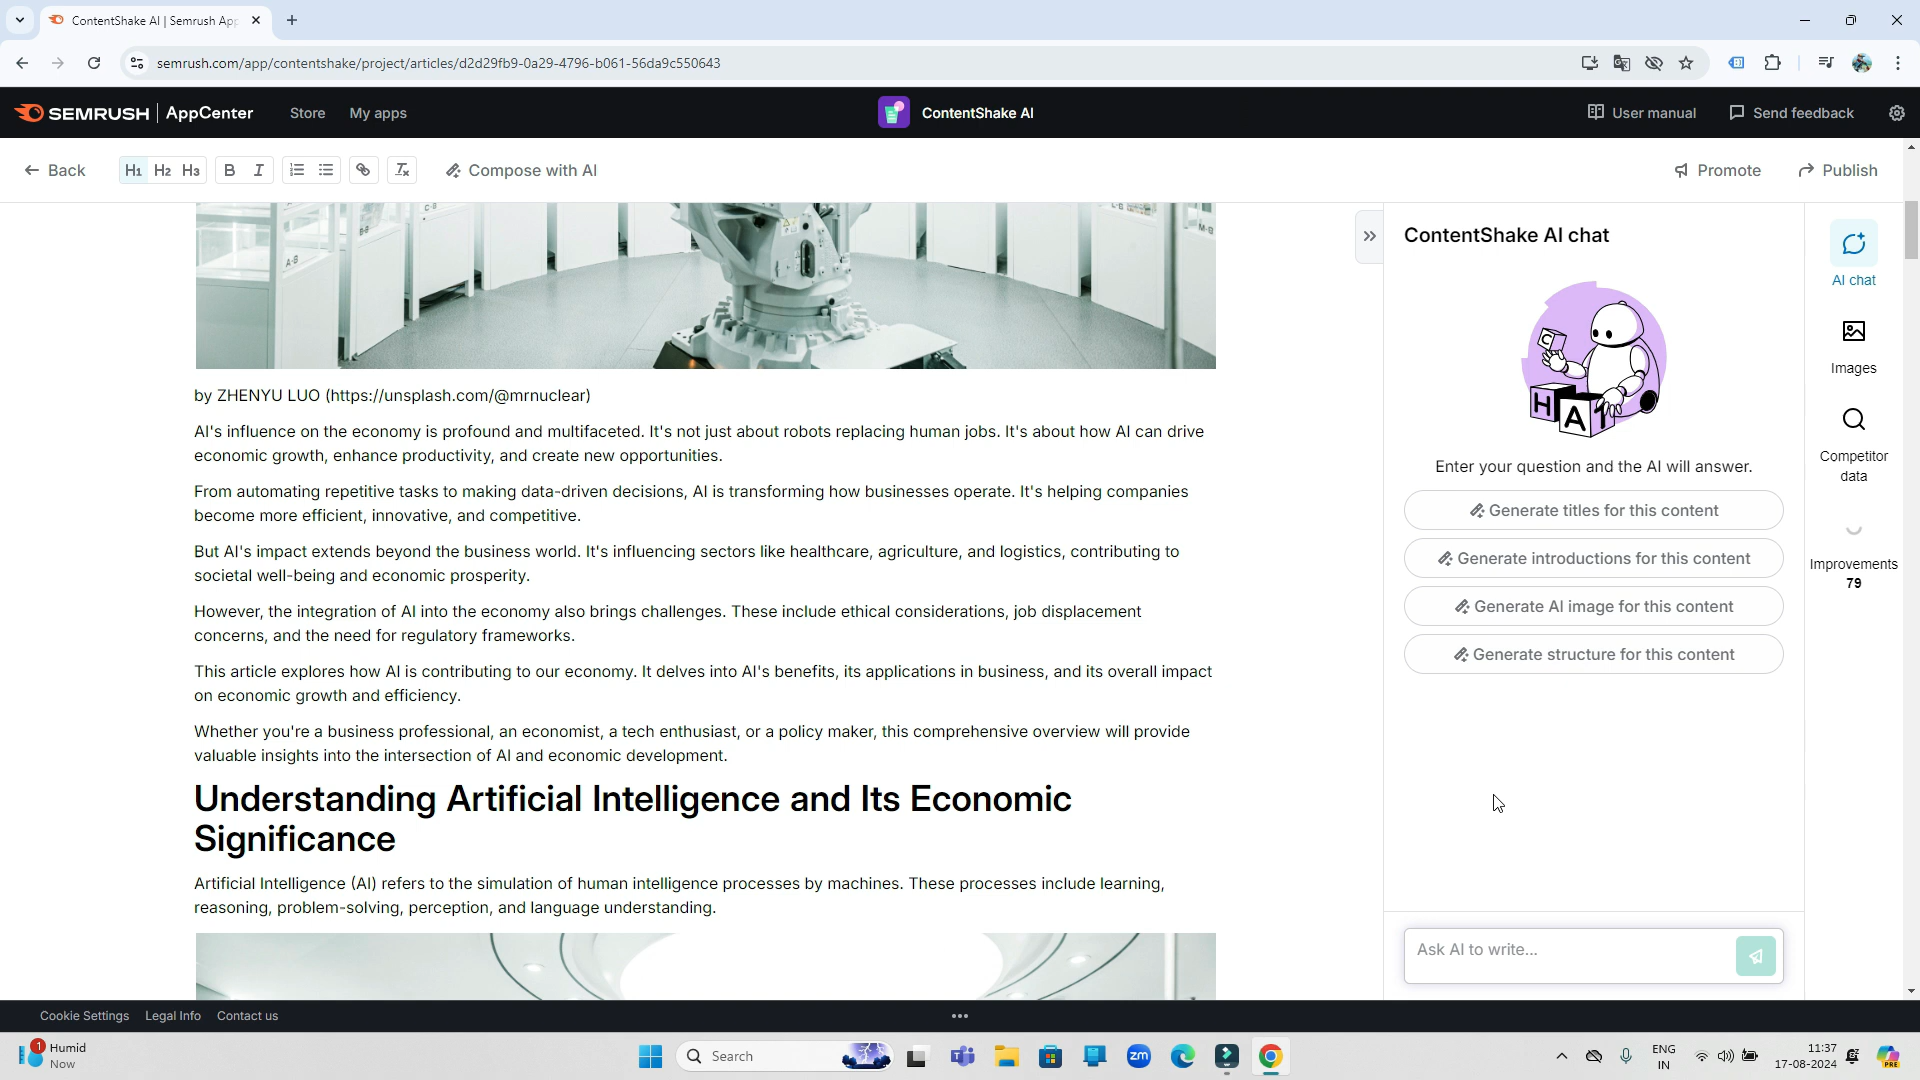 ContentShake AI | Semrush App
semrush.com/app/contentshake/project/articles/d2d29fb9-0a29-4796-b061-56da9c550643
SEMRUSH AppCenter Store My apps ContentShake AI User manual Send feedback
Back H1 H2 H3 B I Compose with AI Promote Publish
C-8
B-B
A-B
M-B
by ZHENYU LUO (https://unsplash.com/@mrnuclear)
AI's influence on the economy is profound and multifaceted. It's not just about robots replacing human jobs. It's about how AI can drive
economic growth, enhance productivity, and create new opportunities.
From automating repetitive tasks to making data-driven decisions, AI is transforming how businesses operate. It's helping companies
become more efficient, innovative, and competitive.
But AI's impact extends beyond the business world. It's influencing sectors like healthcare, agriculture, and logistics, contributing to
societal well-being and economic prosperity.
However, the integration of AI into the economy also brings challenges. These include ethical considerations, job displacement
concerns, and the need for regulatory frameworks.
This article explores how AI is contributing to our economy. It delves into AI's benefits, its applications in business, and its overall impact
on economic growth and efficiency.
Whether you're a business professional, an economist, a tech enthusiast, or a policy maker, this comprehensive overview will provide
valuable insights into the intersection of AI and economic development.
Understanding Artificial Intelligence and Its Economic
Significance
Artificial Intelligence (AI) refers to the simulation of human intelligence processes by machines. These processes include learning,
reasoning, problem-solving, perception, and language understanding.
ContentShake AI chat
C
H A 1
Enter your question and the AI will answer.
Generate titles for this content
Generate introductions for this content
Generate AI image for this content
Generate structure for this content
Ask AI to write...
AI chat
Images
Competitor
data
Improvements
79
Cookie Settings Legal Info Contact us
1 Humid
Now
Search
zm
ENG
IN
11:37
17-08-2024
PRE